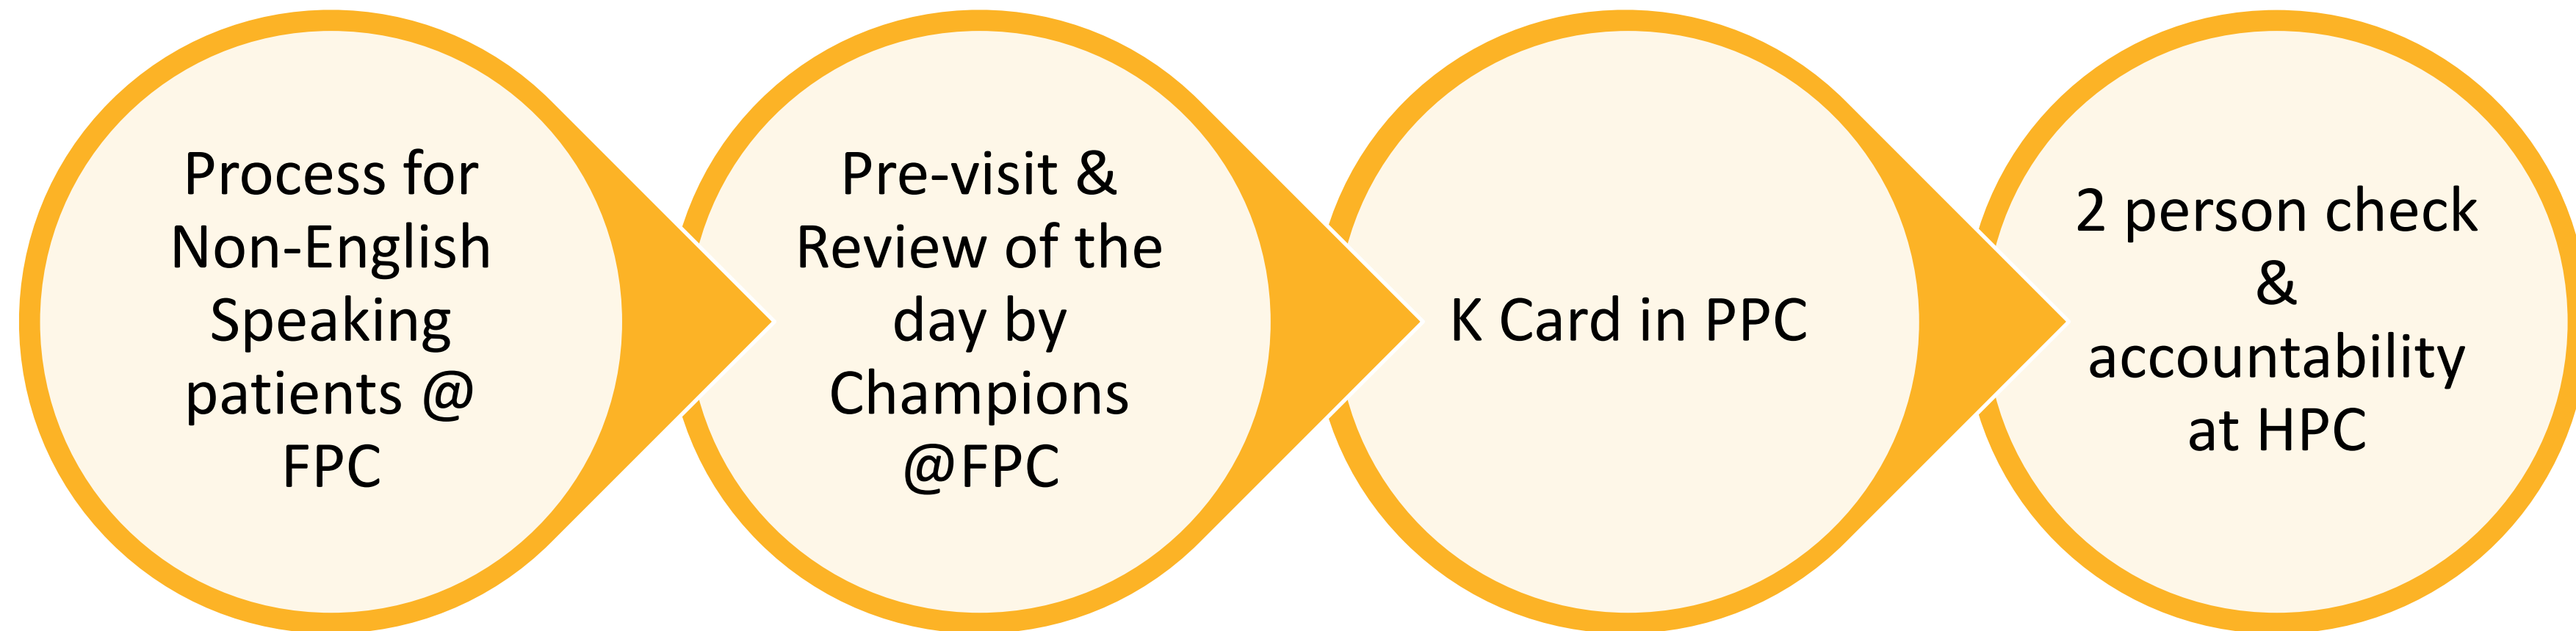 Process for
Non-English
Speaking
patients @
FPC
Pre-visit &
Review of the
day by
Champions
@FPC
K Card in PPC
2 person check
&
accountability
at HPC